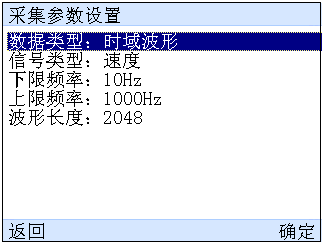 采集参数设置
数据类型：时域波形
信号类型：速度
下限频率：10Hz
上限频率：1000Hz
波形长度：2048
返回 确定